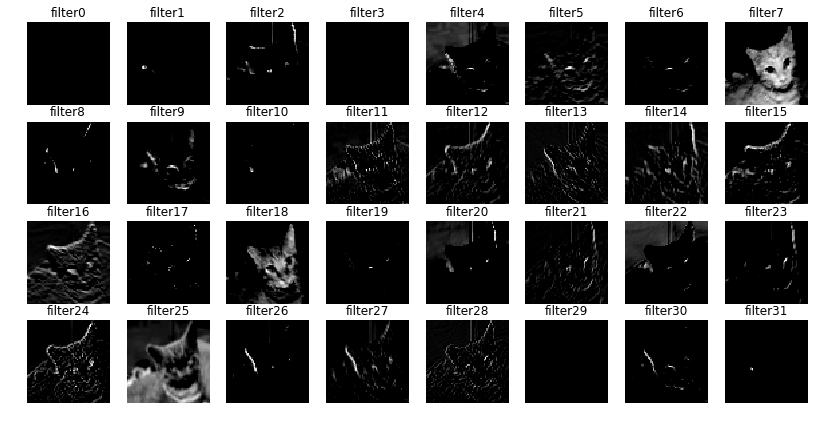 filter0 filter1 filter2 filter3 filter4 filter5 filter6 filter7
filter8 filter9 filter10 filter11 filter12 filter13 filter14 filter15
filter16 filter17 filter18 filter19 filter20 filter21 filter22 filter23
filter24 filter25 filter26 filter27 filter28 filter29 filter30 filter31